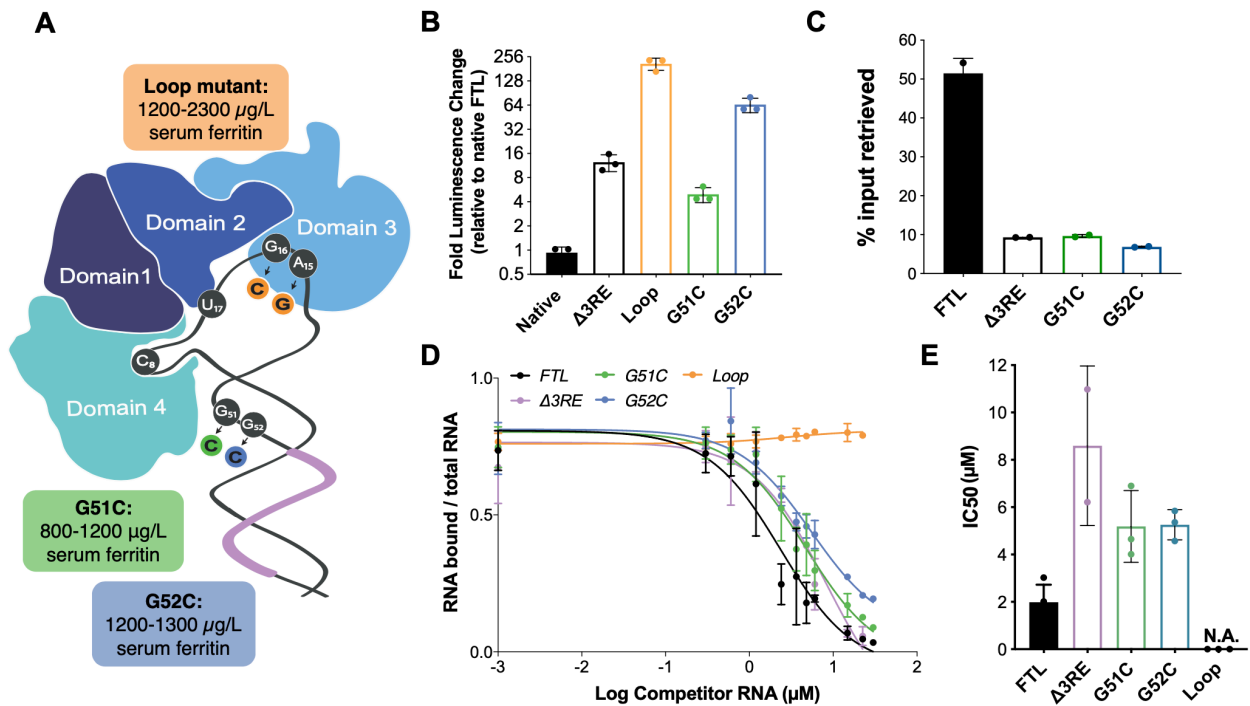 A
Loop mutant:
1200-2300 µg/L
serum ferritin
Domain 2
Domain 3
Domain1
Domain 4
G16
A15
C
G
U17
C8
G51
G52
C
C
G51C:
800-1200 µg/L
serum ferritin
G52C:
1200-1300 µg/L
serum ferritin
B
Fold Luminescence Change
(relative to native FTL)
256
128
64
32
16
8
4
2
1
0.5
Native
Δ3RE
Loop
G51C
G52C
C
% input retrieved
60
50
40
30
20
10
0
FTL
Δ3RE
G51C
G52C
D
RNA bound / total RNA
1.0
0.5
0.0
FTL
G51C
Loop
Δ3RE
G52C
-3
-2
-1
0
1
2
Log Competitor RNA (µM)
E
IC50 (µM)
12
10
8
6
4
2
0
N.A.
FTL
Δ3RE
G51C
G52C
Loop